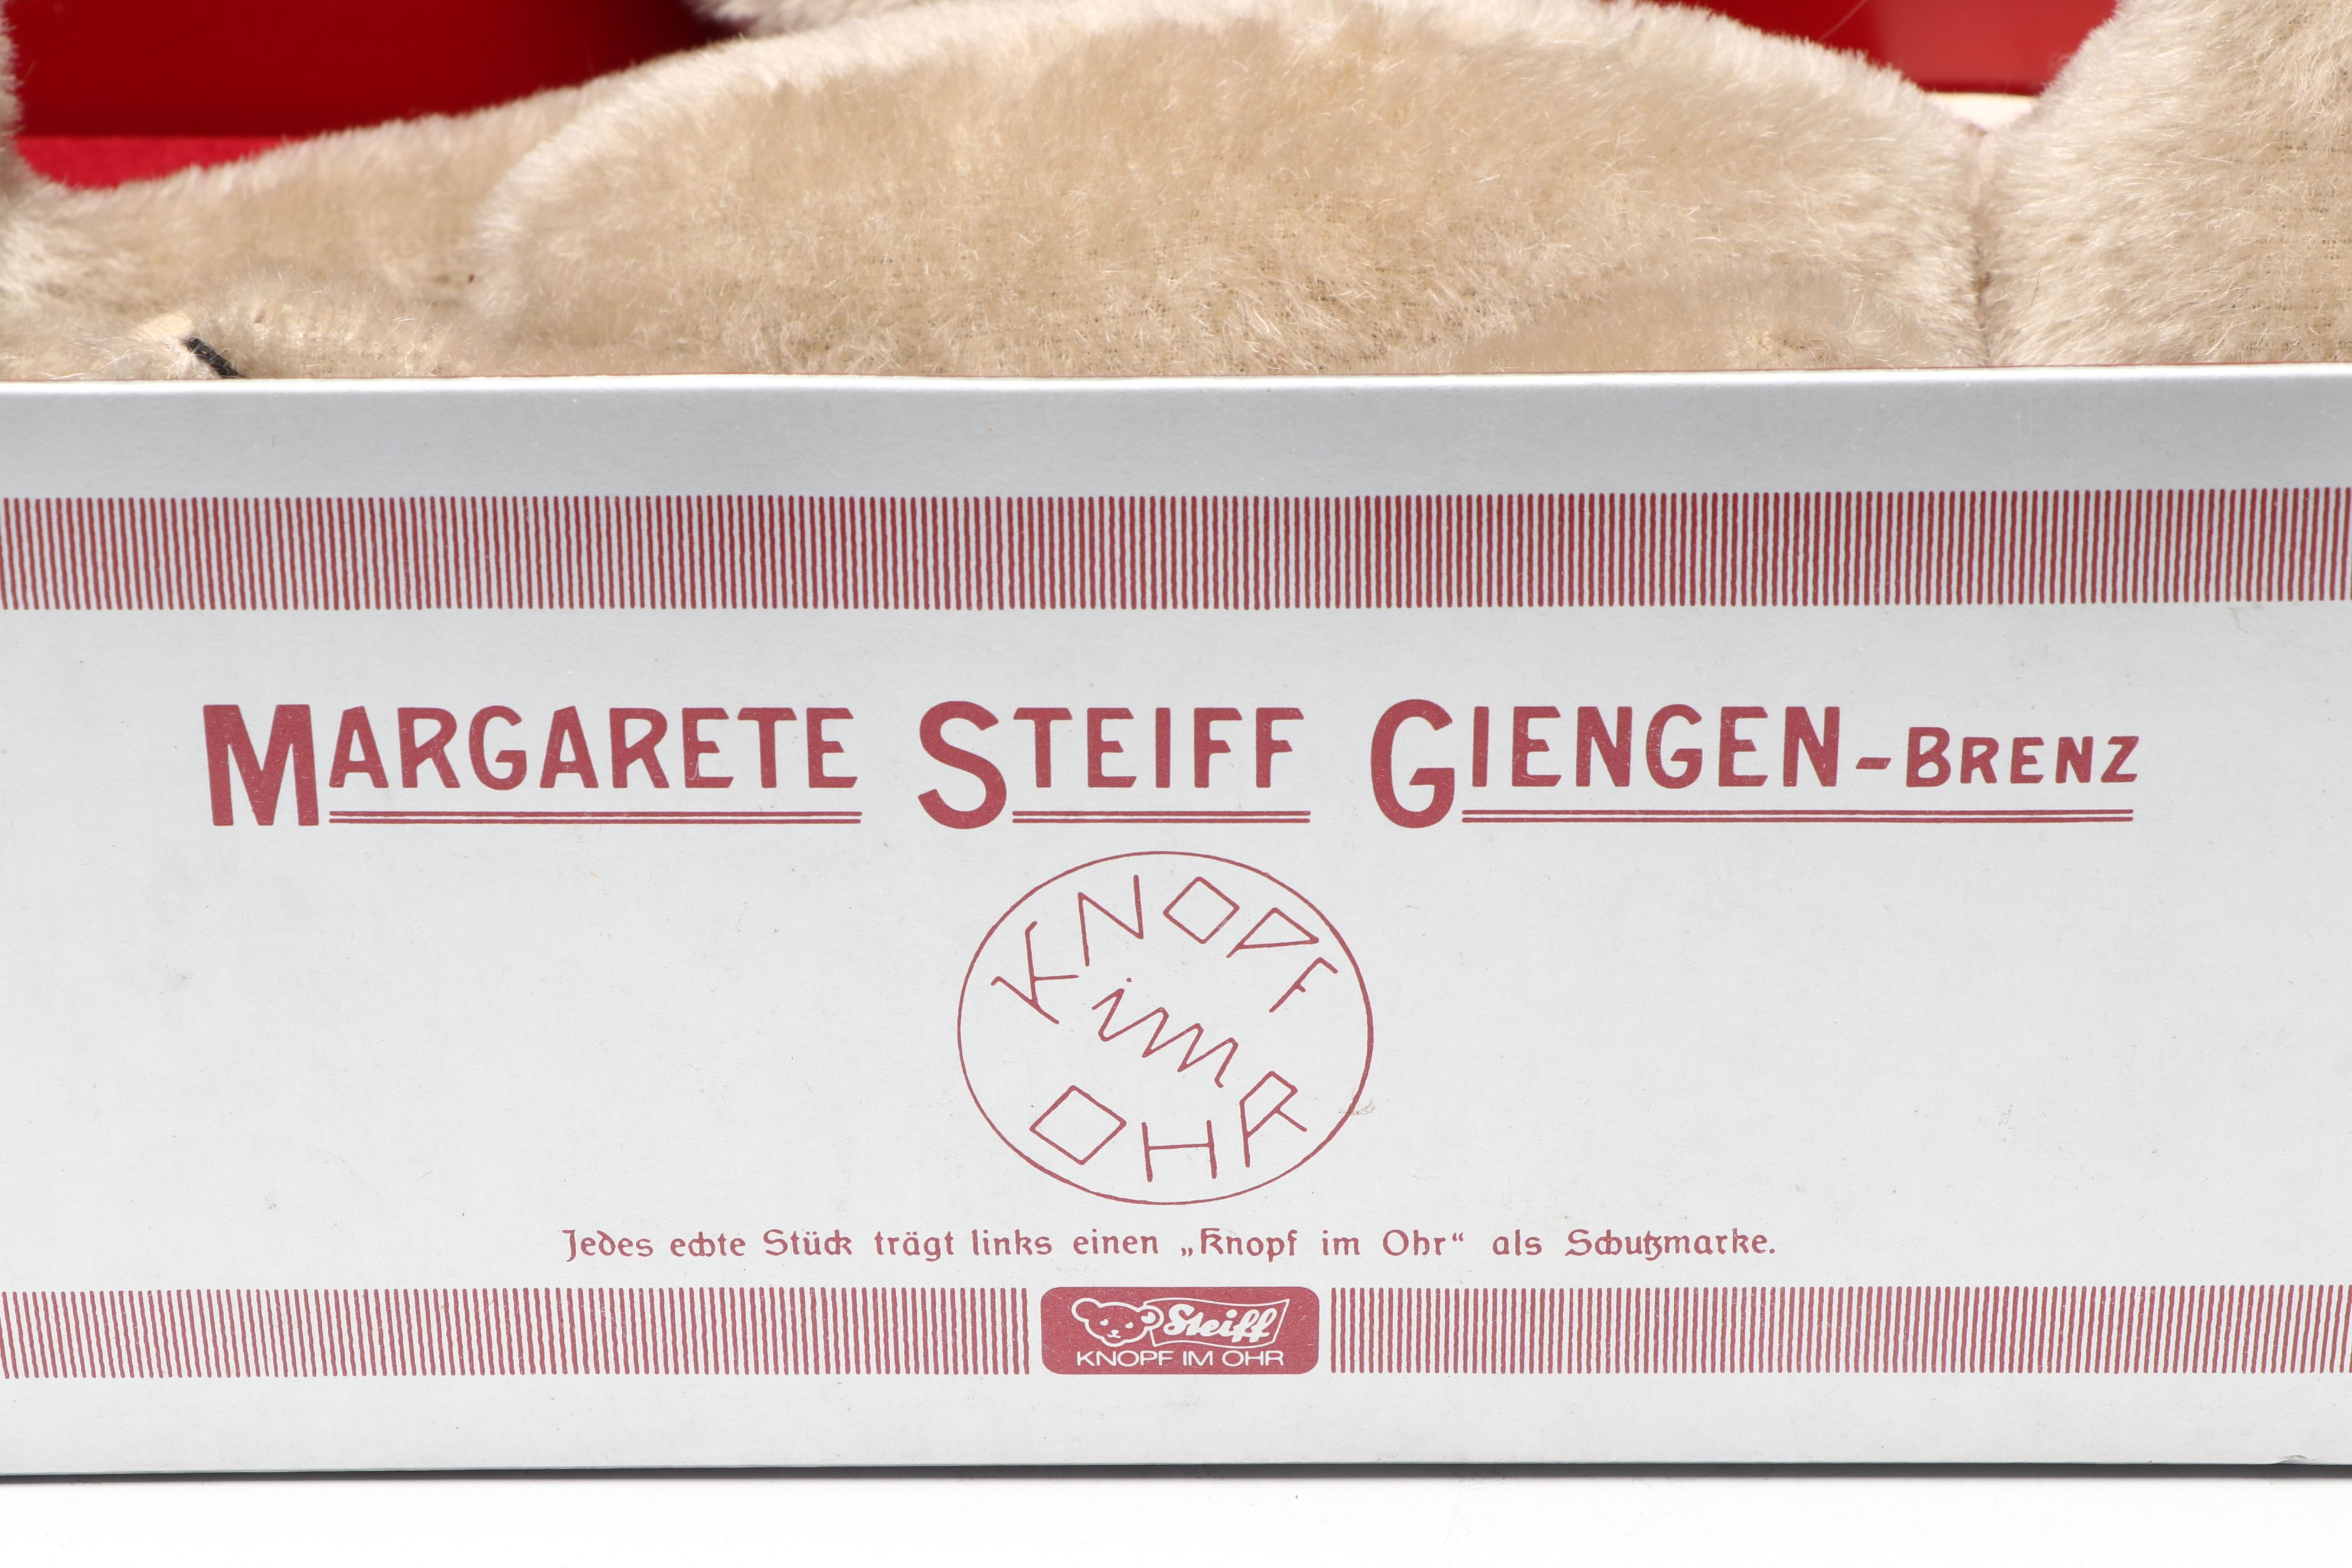 MARGARETE STEIFF GIENGEN-BRENZ
KNOPF
im
OHR
Jedes echte Stück trägt links einen „Knopf im Ohr“ als Schutzmarke.
Steiff
KNOPF IM OHR